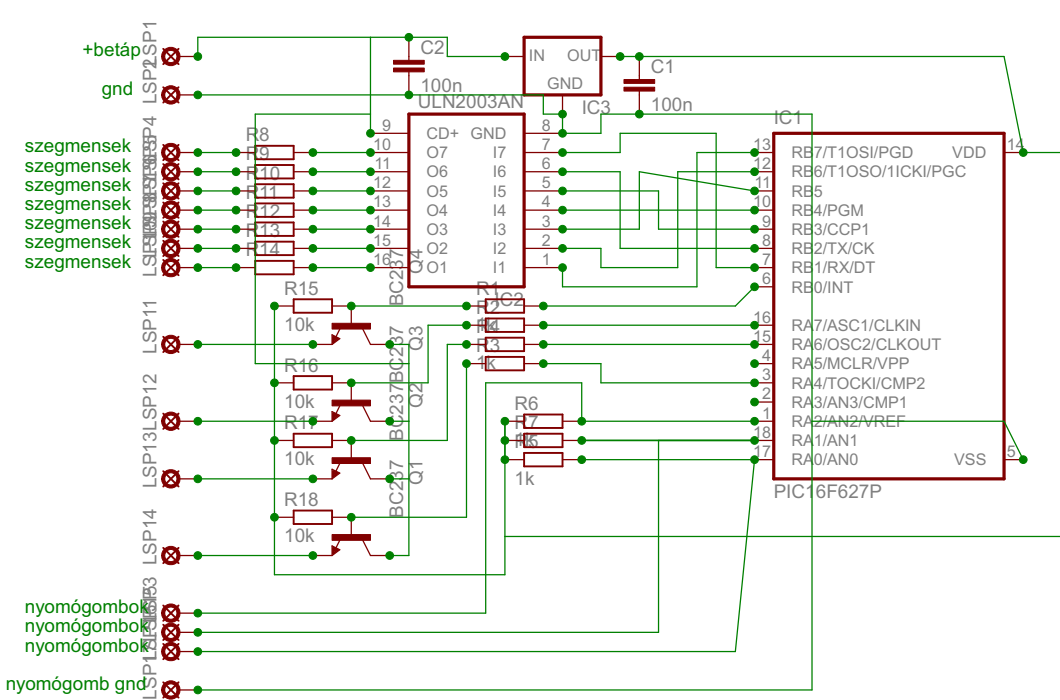 LSP1
+betáp
LSP2
gnd
C2
100n
IN
OUT
GND
IC3
C1
100n
ULN2003AN
IC1
szegmensek
szegmensek
szegmensek
szegmensek
szegmensek
szegmensek
szegmensek
R8
R9
R10
R11
R12
R13
R14
9
10
11
12
13
14
15
16
CD+
O7
O6
O5
O4
O3
O2
O1
GND
I7
I6
I5
I4
I3
I2
I1
8
7
6
5
4
3
2
1
IC2
13
12
11
10
9
8
7
6
16
15
4
3
2
1
18
17
RB7/T1OSI/PGD
RB6/T1OSO/1ICKI/PGC
RB5
RB4/PGM
RB3/CCP1
RB2/TX/CK
RB1/RX/DT
RB0/INT
RA7/ASC1/CLKIN
RA6/OSC2/CLKOUT
RA5/MCLR/VPP
RA4/TOCKI/CMP2
RA3/AN3/CMP1
RA2/AN2/VREF
RA1/AN1
RA0/AN0
VDD
14
VSS
5
PIC16F627P
R15
10k
R16
10k
R17
10k
R18
10k
Q4
BC237
Q3
BC237
Q2
BC237
Q1
BC237
R1
R2
R4
R3
1k
R6
R7
R5
1k
LSP11
LSP12
LSP13
LSP14
nyomógombok
nyomógombok
nyomógombok
nyomógomb gnd